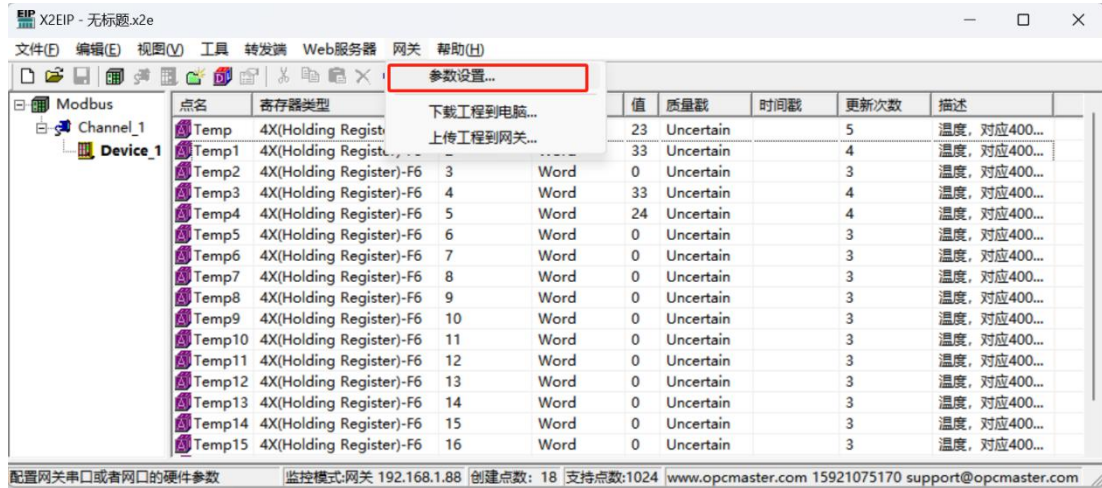 EIP X2EIP - 无标题.x2e
文件(F) 编辑(E) 视图(V) 工具 转发端 Web服务器 网关 帮助(H)
参数设置...
下载工程到电脑...
上传工程到网关...
Modbus
Channel_1
Device_1
点名 寄存器类型 值 质量戳 时间戳 更新次数 描述
Temp 4X(Holding Regist 23 Uncertain 5 温度，对应400...
Temp1 4X(Holding Register)-F6 2 Word 33 Uncertain 4 温度，对应400...
Temp2 4X(Holding Register)-F6 3 Word 0 Uncertain 3 温度，对应400...
Temp3 4X(Holding Register)-F6 4 Word 33 Uncertain 4 温度，对应400...
Temp4 4X(Holding Register)-F6 5 Word 24 Uncertain 4 温度，对应400...
Temp5 4X(Holding Register)-F6 6 Word 0 Uncertain 3 温度，对应400...
Temp6 4X(Holding Register)-F6 7 Word 0 Uncertain 3 温度，对应400...
Temp7 4X(Holding Register)-F6 8 Word 0 Uncertain 3 温度，对应400...
Temp8 4X(Holding Register)-F6 9 Word 0 Uncertain 3 温度，对应400...
Temp9 4X(Holding Register)-F6 10 Word 0 Uncertain 3 温度，对应400...
Temp10 4X(Holding Register)-F6 11 Word 0 Uncertain 3 温度，对应400...
Temp11 4X(Holding Register)-F6 12 Word 0 Uncertain 3 温度，对应400...
Temp12 4X(Holding Register)-F6 13 Word 0 Uncertain 3 温度，对应400...
Temp13 4X(Holding Register)-F6 14 Word 0 Uncertain 3 温度，对应400...
Temp14 4X(Holding Register)-F6 15 Word 0 Uncertain 3 温度，对应400...
Temp15 4X(Holding Register)-F6 16 Word 0 Uncertain 3 温度，对应400...
配置网关串口或者网口的硬件参数 监控模式:网关 192.168.1.88 创建点数：18 支持点数:1024 www.opcmaster.com 15921075170 support@opcmaster.com